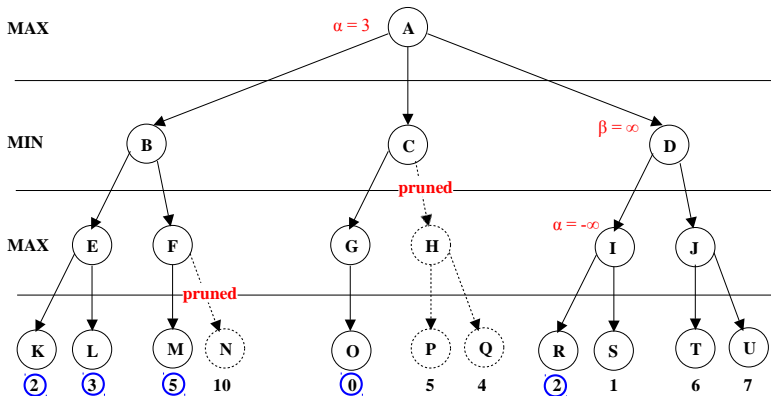 MAX
α = 3
A
MIN
B
C
β = ∞
D
pruned
MAX
E
F
G
H
α = -∞
I
J
pruned
K
L
M
N
O
P
Q
R
S
T
U
2
3
5
10
0
5
4
2
1
6
7